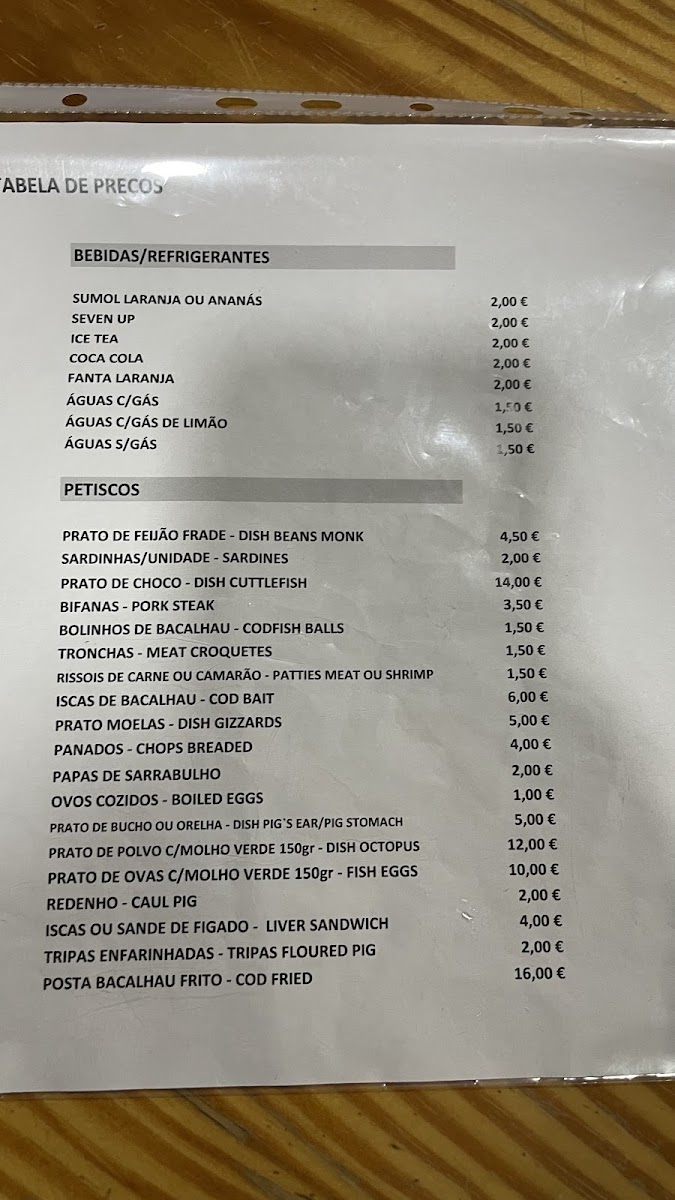 TABELA DE PRECOS
BEBIDAS/REFRIGERANTES
SUMOL LARANJA OU ANANÁS 2,00 €
SEVEN UP 2,00 €
ICE TEA 2,00 €
COCA COLA 2,00 €
FANTA LARANJA 2,00 €
ÁGUAS C/GÁS 1,50 €
ÁGUAS C/GÁS DE LIMÃO 1,50 €
ÁGUAS S/GÁS 1,50 €
PETISCOS
PRATO DE FEIJÃO FRADE - DISH BEANS MONK 4,50 €
SARDINHAS/UNIDADE - SARDINES 2,00 €
PRATO DE CHOCO - DISH CUTTLEFISH 14,00 €
BIFANAS - PORK STEAK 3,50 €
BOLINHOS DE BACALHAU - CODFISH BALLS 1,50 €
TRONCHAS - MEAT CROQUETES 1,50 €
RISSOIS DE CARNE OU CAMARÃO - PATTIES MEAT OU SHRIMP 1,50 €
ISCAS DE BACALHAU - COD BAIT 6,00 €
PRATO MOELAS - DISH GIZZARDS 5,00 €
PANADOS - CHOPS BREADED 4,00 €
PAPAS DE SARRABULHO 2,00 €
OVOS COZIDOS - BOILED EGGS 1,00 €
PRATO DE BUCHO OU ORELHA - DISH PIG`S EAR/PIG STOMACH 5,00 €
PRATO DE POLVO C/MOLHO VERDE 150gr - DISH OCTOPUS 12,00 €
PRATO DE OVAS C/MOLHO VERDE 150gr - FISH EGGS 10,00 €
REDENHO - CAUL PIG 2,00 €
ISCAS OU SANDE DE FIGADO - LIVER SANDWICH 4,00 €
TRIPAS ENFARINHADAS - TRIPAS FLOURED PIG 2,00 €
POSTA BACALHAU FRITO - COD FRIED 16,00 €